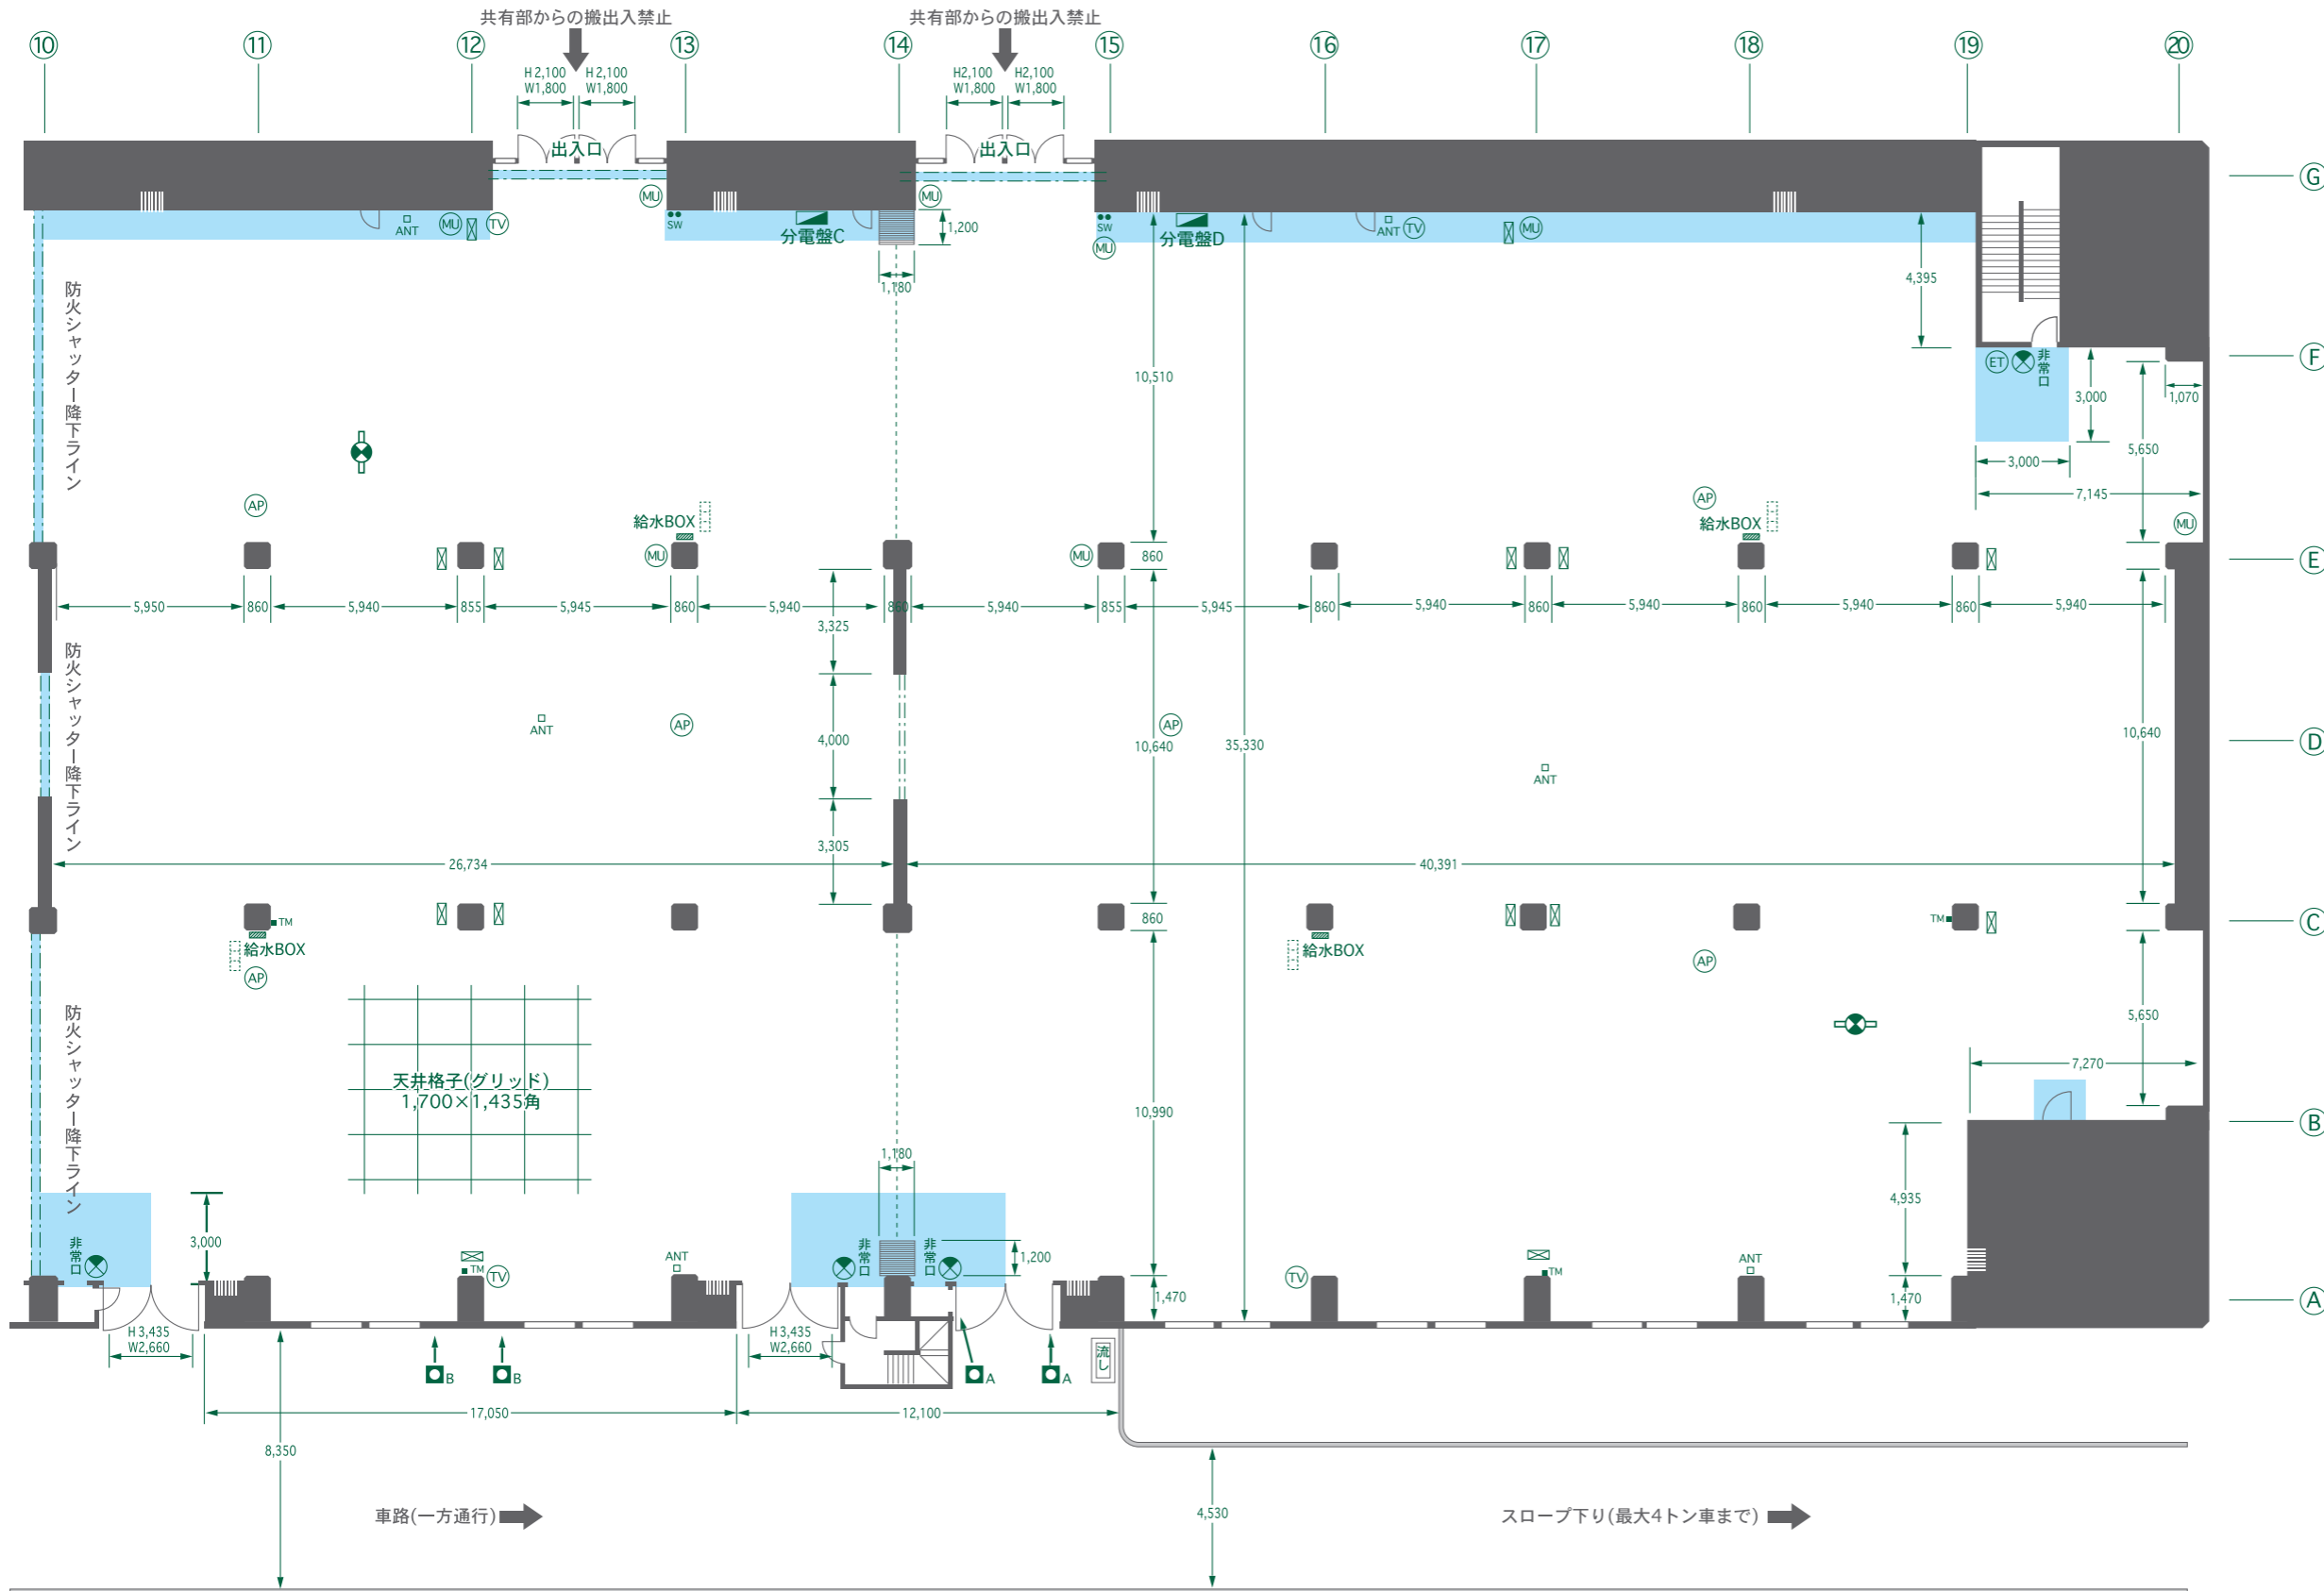 共有部からの搬出入禁止
共有部からの搬出入禁止
⑩ ⑪ ⑫ ⑬ ⑭ ⑮ ⑯ ⑰ ⑱ ⑲ ⑳
H2,100 H2,100
W1,800 W1,800
H2,100 H2,100
W1,800 W1,800
出入口
出入口
Ⓖ
MU
MU
ANT
MU
TV
SW
分電盤C
1,200
SW
MU
分電盤D
ANT
TV
MU
1,180
4,395
防火シャッター降下ライン
10,510
ET
非常口
3,000
1,070
Ⓕ
3,000
5,650
7,145
AP
給水BOX
AP
給水BOX
MU
MU
MU
860
Ⓔ
5,950
860
5,940
855
5,945
860
5,940
860
5,940
855
5,945
860
5,940
860
5,940
860
5,940
860
5,940
3,325
防火シャッター降下ライン
ANT
AP
4,000
AP
10,640
35,330
ANT
10,640
Ⓓ
3,305
26,734
40,391
TM
給水BOX
AP
860
給水BOX
TM
AP
Ⓒ
防火シャッター降下ライン
天井格子(グリッド)
1,700×1,435角
10,990
5,650
7,270
Ⓑ
1,180
4,935
3,000
非常口
TM
TV
ANT
非常口
非常口
1,200
1,470
TV
TM
ANT
1,470
Ⓐ
H3,435
W2,660
H3,435
W2,660
B
B
A
A
流し
17,050
12,100
8,350
4,530
車路(一方通行)
スロープ下り(最大4トン車まで)